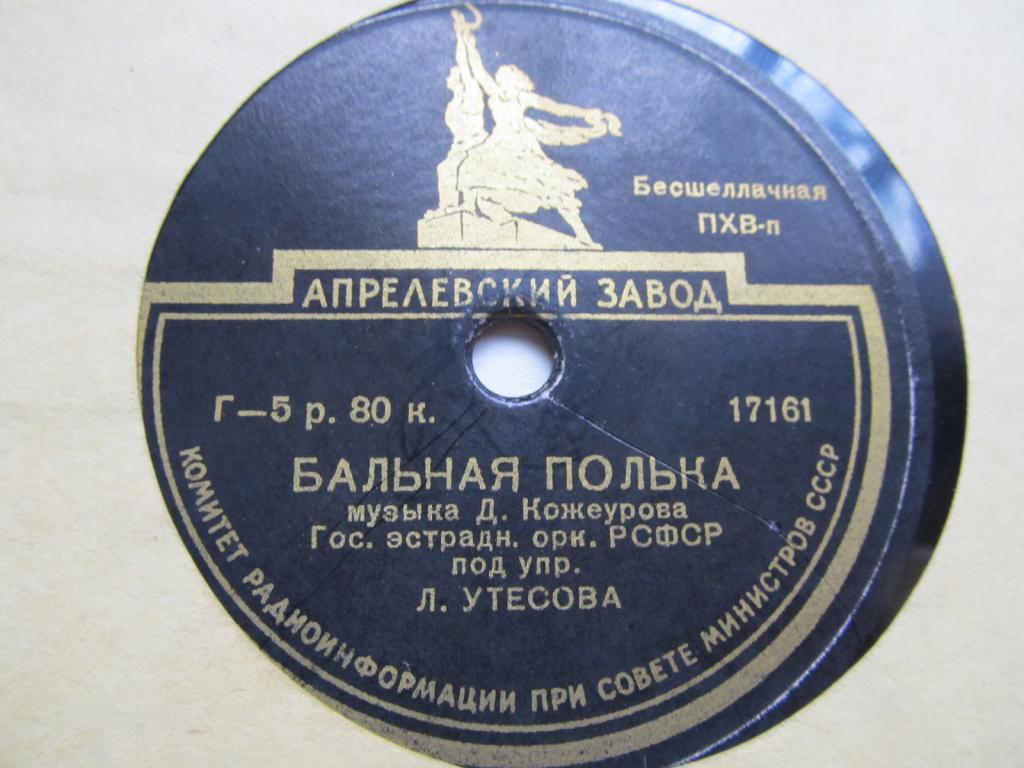 Бесшеллачная
ПХВ-п
АПРЕЛЕВСКИЙ ЗАВОД
Г—5 р. 80 к.
17161
БАЛЬНАЯ ПОЛЬКА
музыка Д. Кожеурова
Гос. эстрадн. орк. РСФСР
под упр.
Л. УТЕСОВА
КОМИТЕТ РАДИОИНФОРМАЦИИ ПРИ СОВЕТЕ МИНИСТРОВ СССР